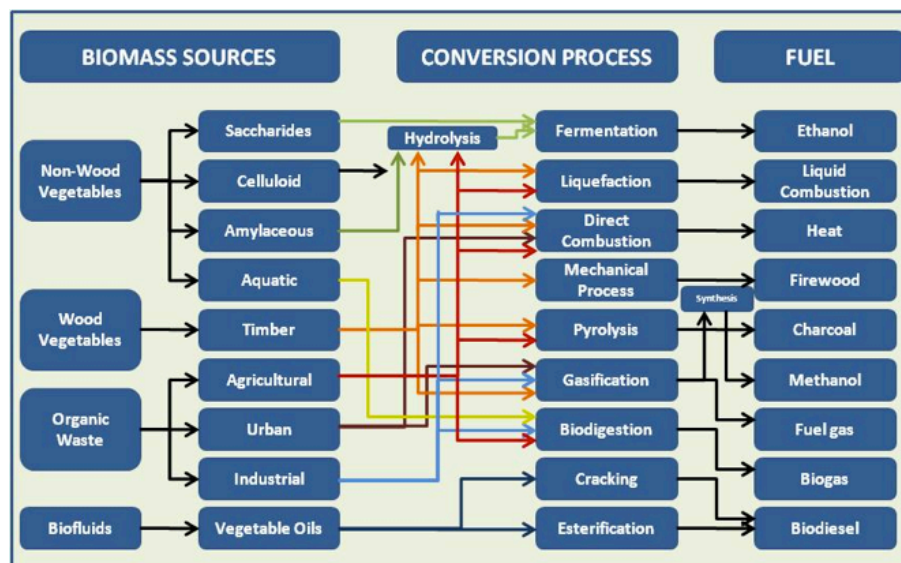 BIOMASS SOURCES
CONVERSION PROCESS
FUEL
Non-Wood
Vegetables
Wood
Vegetables
Organic
Waste
Biofluids
Saccharides
Celluloid
Amylaceous
Aquatic
Timber
Agricultural
Urban
Industrial
Vegetable Oils
Hydrolysis
Fermentation
Liquefaction
Direct
Combustion
Mechanical
Process
Pyrolysis
Gasification
Biodigestion
Cracking
Esterification
Synthesis
Ethanol
Liquid
Combustion
Heat
Firewood
Charcoal
Methanol
Fuel gas
Biogas
Biodiesel